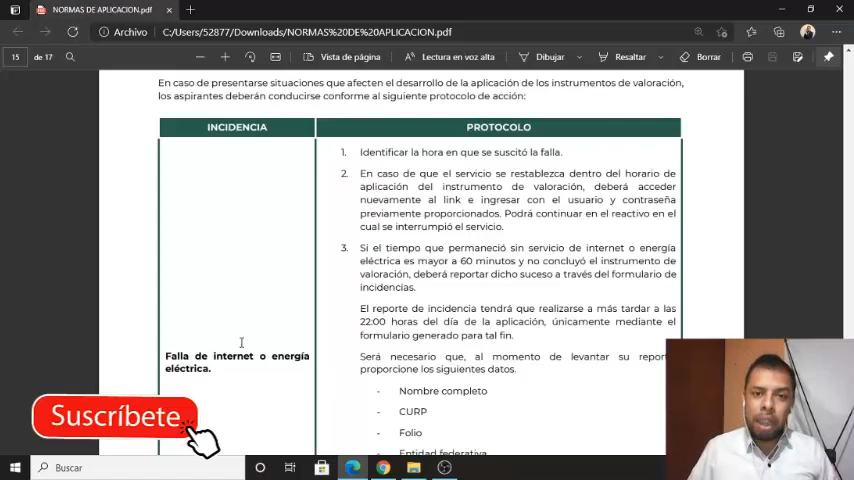 NORMAS DE APLICACION.pdf
Archivo
C:/Users/52877/Downloads/NORMAS%20DE%20APLICACION.pdf
15 de 17
Vista de página
Lectura en voz alta
Dibujar
Resaltar
Borrar
En caso de presentarse situaciones que afecten el desarrollo de la aplicación de los instrumentos de valoración,
los aspirantes deberán conducirse conforme al siguiente protocolo de acción:
INCIDENCIA
PROTOCOLO
Falla de internet o energía
eléctrica.
1. Identificar la hora en que se suscitó la falla.
2. En caso de que el servicio se restablezca dentro del horario de
aplicación del instrumento de valoración, deberá acceder
nuevamente al link e ingresar con el usuario y contraseña
previamente proporcionados. Podrá continuar en el reactivo en el
cual se interrumpió el servicio.
3. Si el tiempo que permaneció sin servicio de internet o energía
eléctrica es mayor a 60 minutos y no concluyó el instrumento de
valoración, deberá reportar dicho suceso a través del formulario de
incidencias.
El reporte de incidencia tendrá que realizarse a más tardar a las
22:00 horas del día de la aplicación, únicamente mediante el
formulario generado para tal fin.
Será necesario que, al momento de levantar su repor
proporcione los siguientes datos.
- Nombre completo
- CURP
- Folio
- Entidad federativa
Suscríbete
Buscar